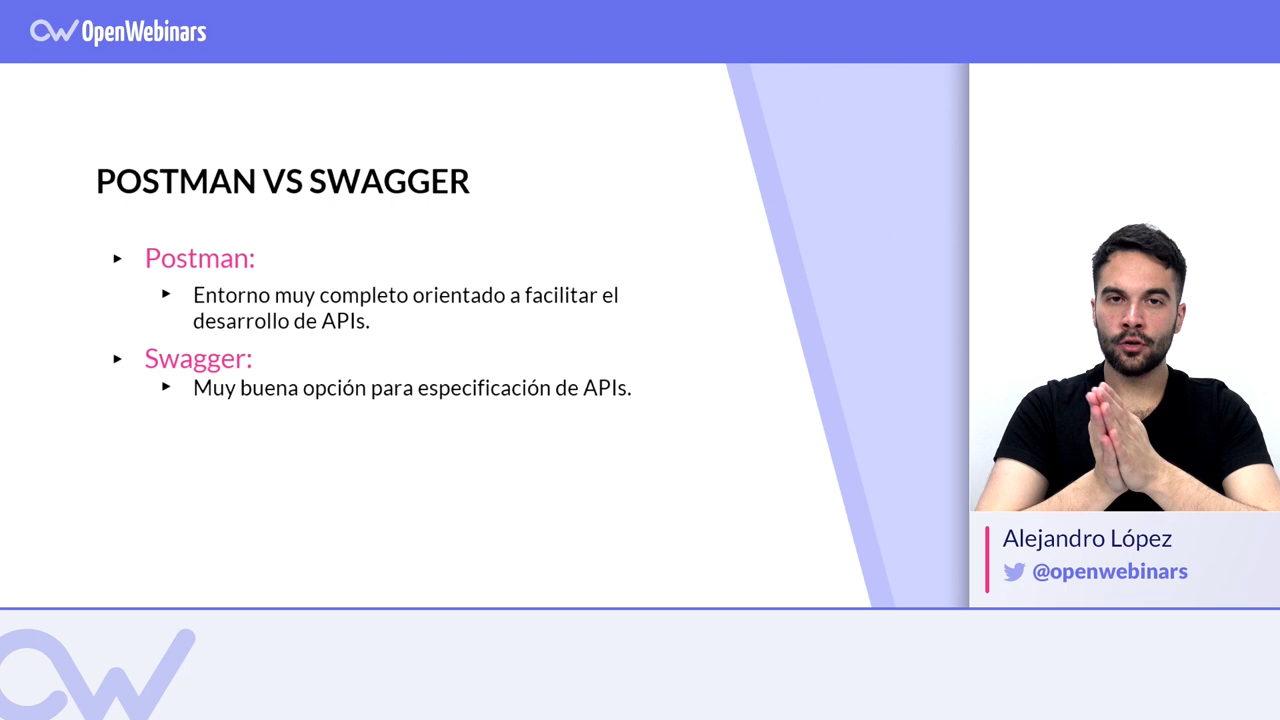 OpenWebinars
POSTMAN VS SWAGGER
▸ Postman:
▸ Entorno muy completo orientado a facilitar el
desarrollo de APIs.
▸ Swagger:
▸ Muy buena opción para especificación de APIs.
Alejandro López
@openwebinars